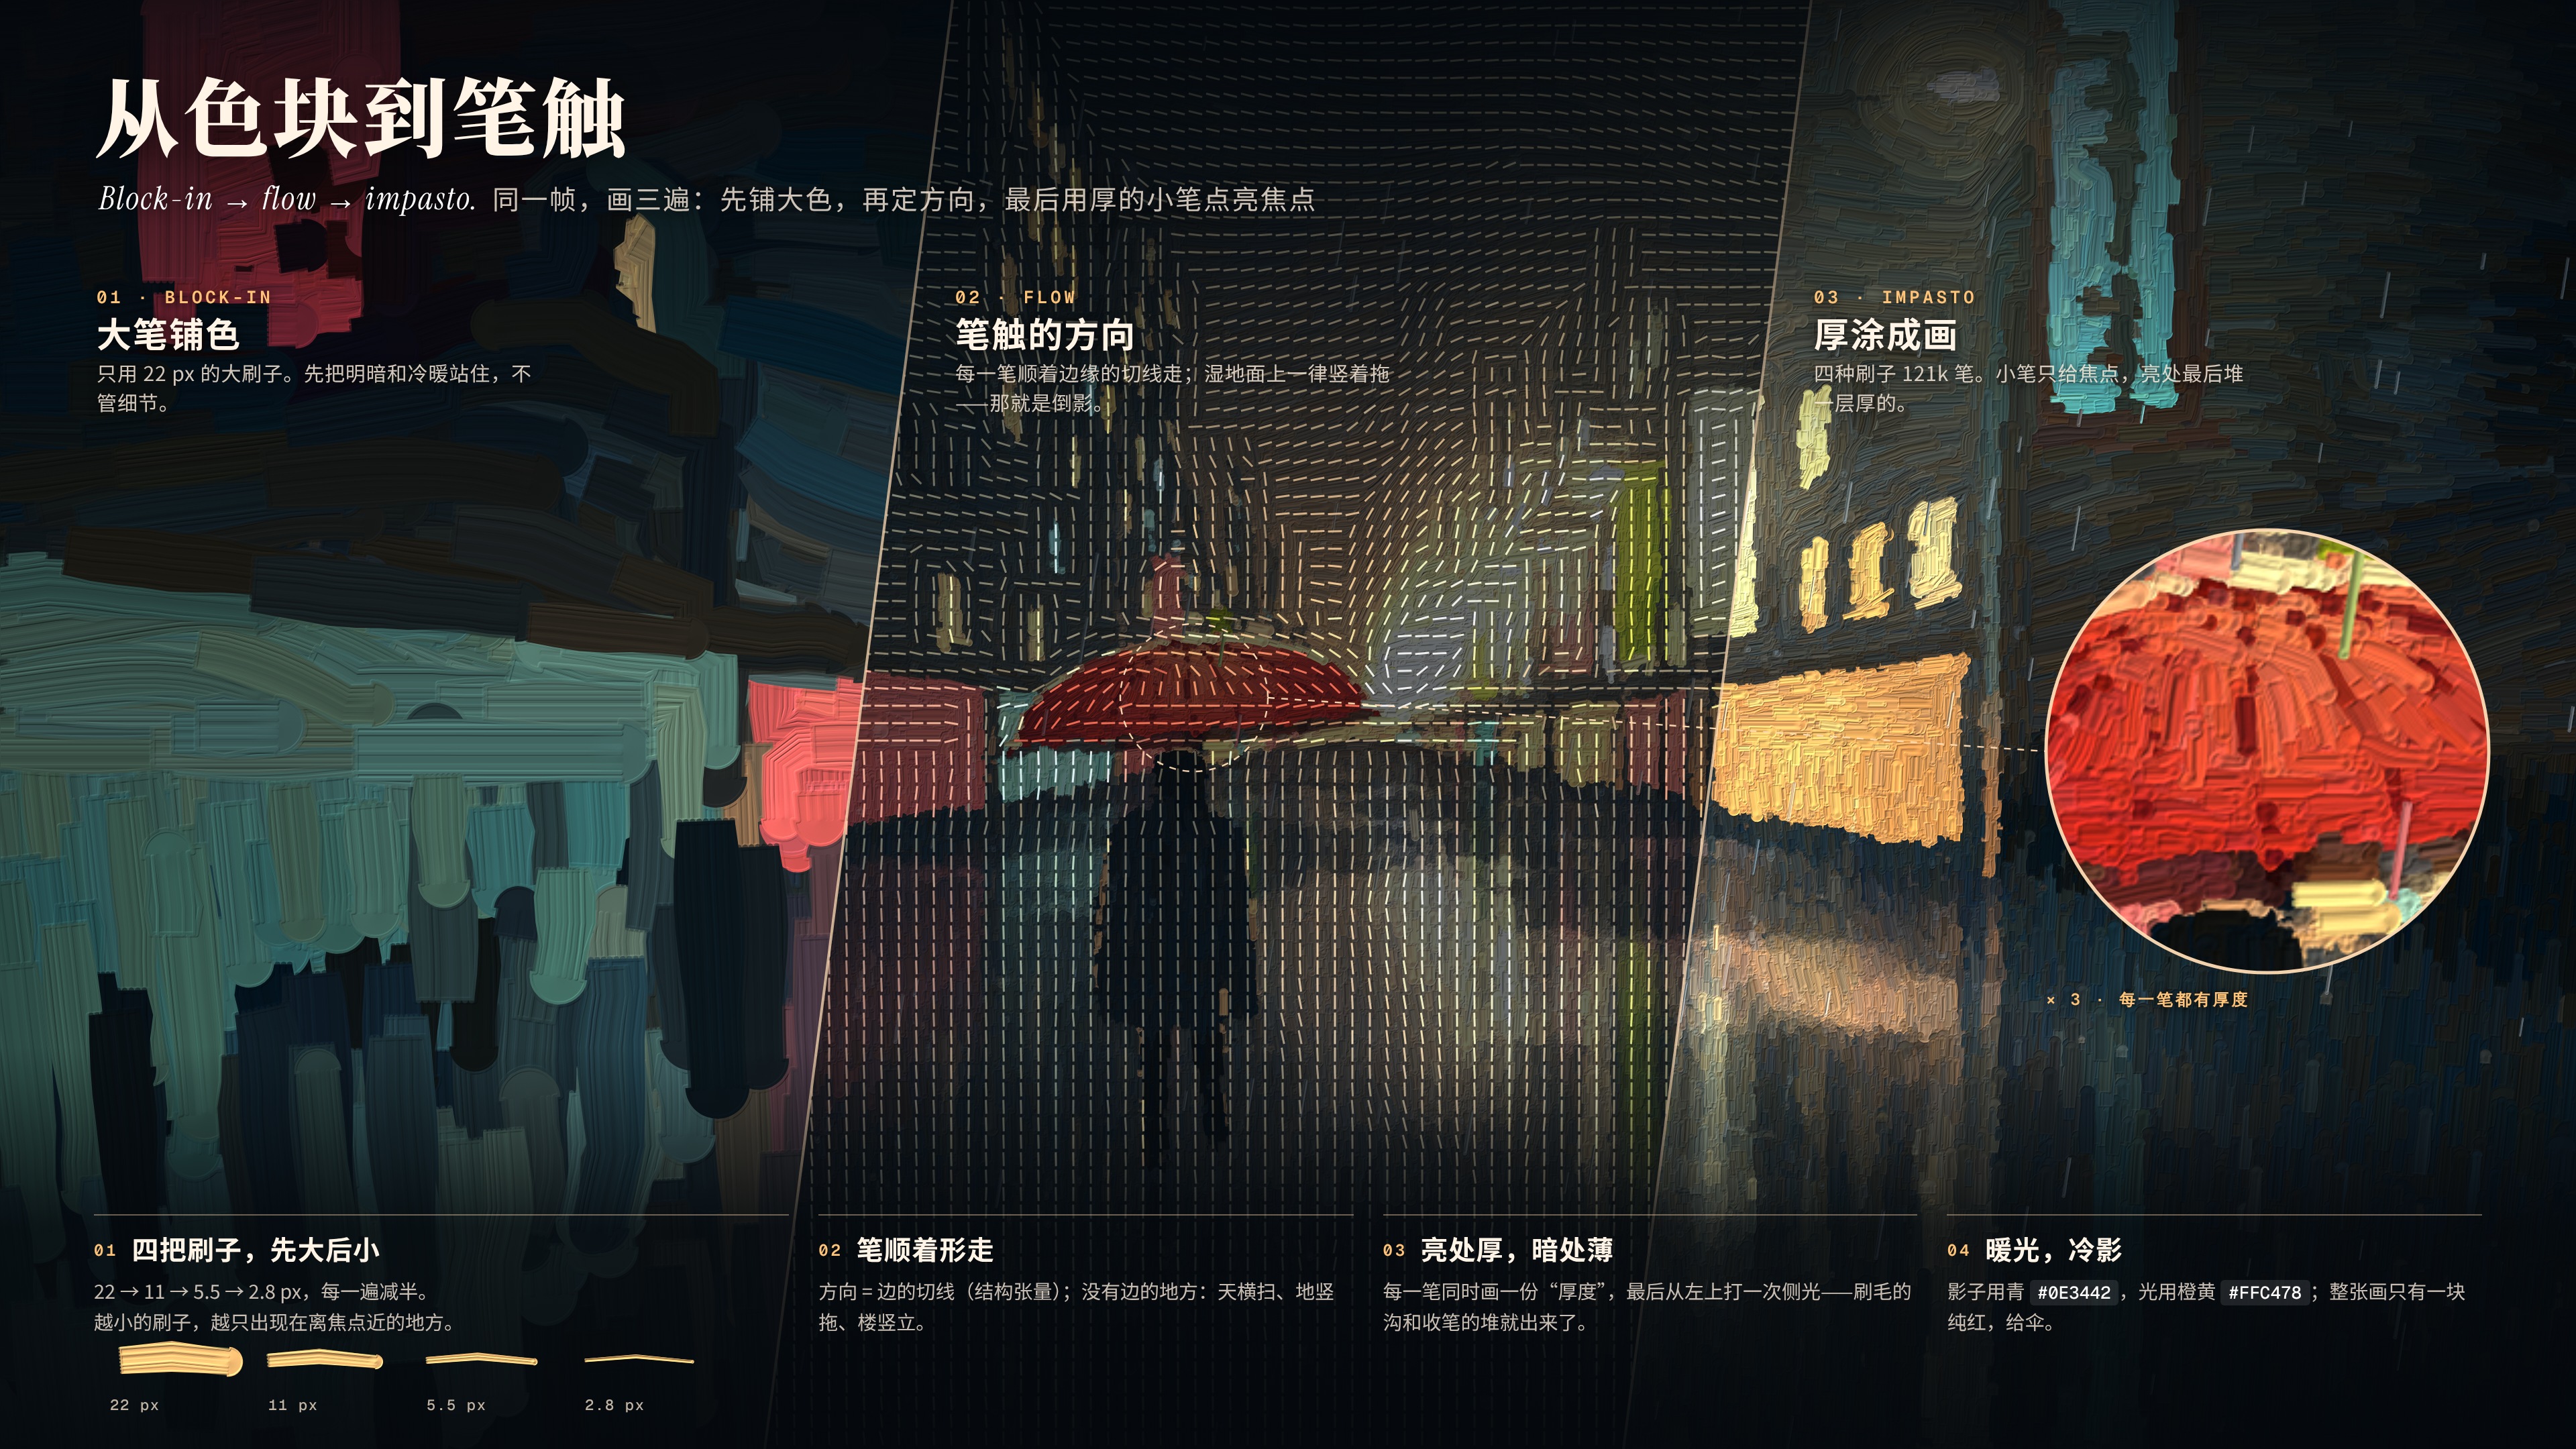 从色块到笔触
Block-in → flow → impasto. 同一帧，画三遍：先铺大色，再定方向，最后用厚的小笔点亮焦点
01 · BLOCK-IN
大笔铺色
只用 22 px 的大刷子。先把明暗和冷暖站住，不
管细节。
02 · FLOW
笔触的方向
每一笔顺着边缘的切线走；湿地面上一律竖着拖
——那就是倒影。
03 · IMPASTO
厚涂成画
四种刷子 121k 笔。小笔只给焦点，亮处最后堆
一层厚的。
× 3 · 每一笔都有厚度
01 四把刷子，先大后小
22 → 11 → 5.5 → 2.8 px，每一遍减半。
越小的刷子，越只出现在离焦点近的地方。
22 px
11 px
5.5 px
2.8 px
02 笔顺着形走
方向 = 边的切线（结构张量）；没有边的地方：天横扫、地竖
拖、楼竖立。
03 亮处厚，暗处薄
每一笔同时画一份“厚度”，最后从左上打一次侧光——刷毛的
沟和收笔的堆就出来了。
04 暖光，冷影
影子用青 #0E3442，光用橙黄 #FFC478；整张画只有一块
纯红，给伞。